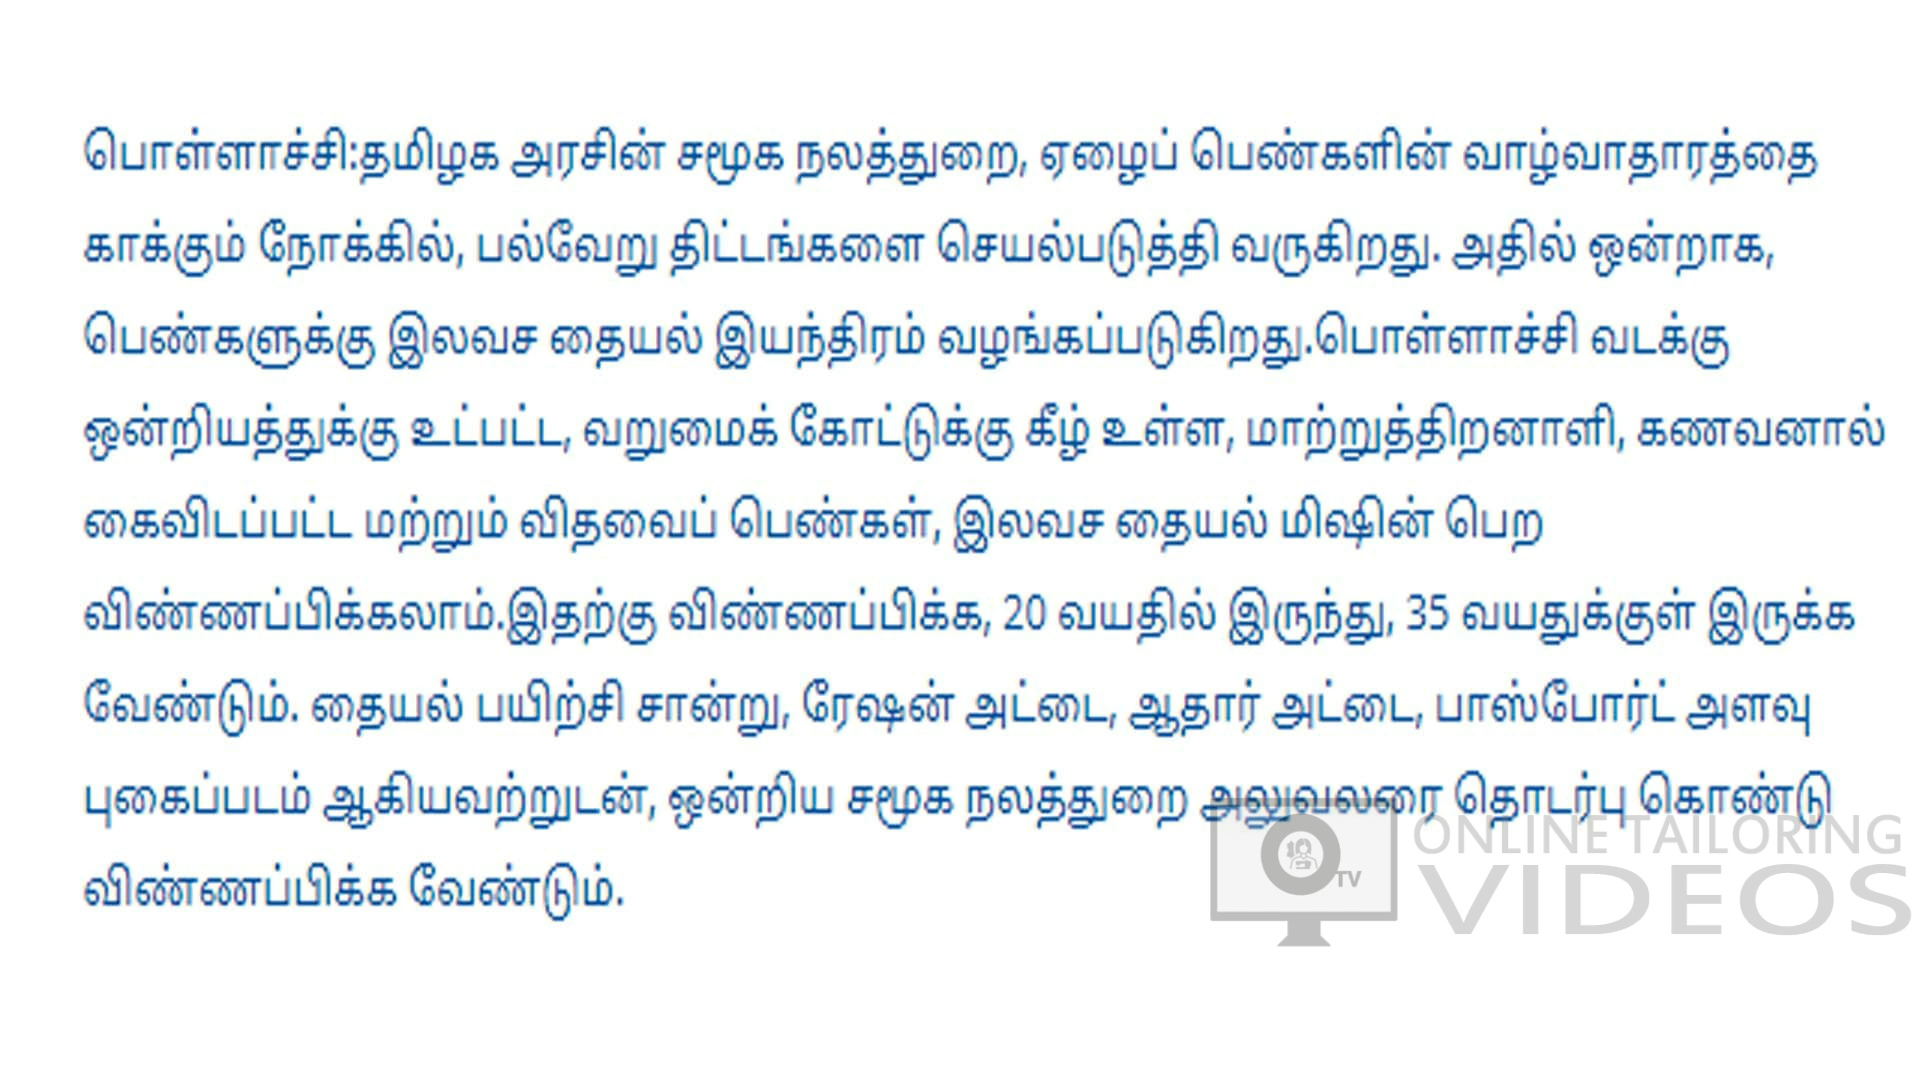 பொள்ளாச்சி:தமிழக அரசின் சமூக நலத்துறை, ஏழைப் பெண்களின் வாழ்வாதாரத்தை
காக்கும் நோக்கில், பல்வேறு திட்டங்களை செயல்படுத்தி வருகிறது. அதில் ஒன்றாக,
பெண்களுக்கு இலவச தையல் இயந்திரம் வழங்கப்படுகிறது.பொள்ளாச்சி வடக்கு
ஒன்றியத்துக்கு உட்பட்ட, வறுமைக் கோட்டுக்கு கீழ் உள்ள, மாற்றுத்திறனாளி, கணவனால்
கைவிடப்பட்ட மற்றும் விதவைப் பெண்கள், இலவச தையல் மிஷின் பெற
விண்ணப்பிக்கலாம்.இதற்கு விண்ணப்பிக்க, 20 வயதில் இருந்து, 35 வயதுக்குள் இருக்க
வேண்டும். தையல் பயிற்சி சான்று, ரேஷன் அட்டை, ஆதார் அட்டை, பாஸ்போர்ட் அளவு
புகைப்படம் ஆகியவற்றுடன், ஒன்றிய சமூக நலத்துறை அலுவலரை தொடர்பு கொண்டு
விண்ணப்பிக்க வேண்டும்.
TV
ONLINE TAILORING
VIDEOS